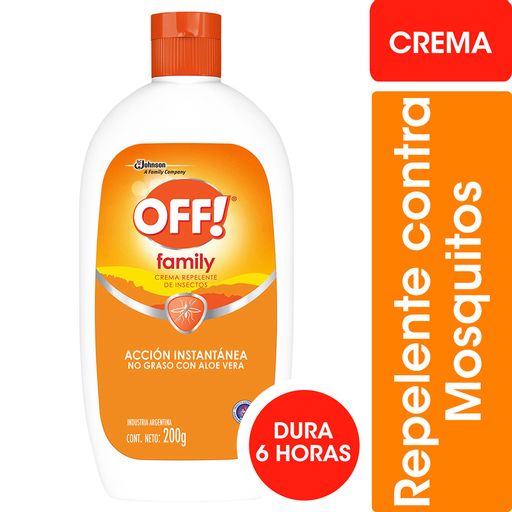 CREMA
Repelente contra
Mosquitos
SC Johnson
A Family Company
OFF!®
family
CREMA REPELENTE
DE INSECTOS
ACCIÓN INSTANTÁNEA
NO GRASO CON ALOE VERA
INDUSTRIA ARGENTINA
CONT. NETO: 200g
DURA
6 HORAS